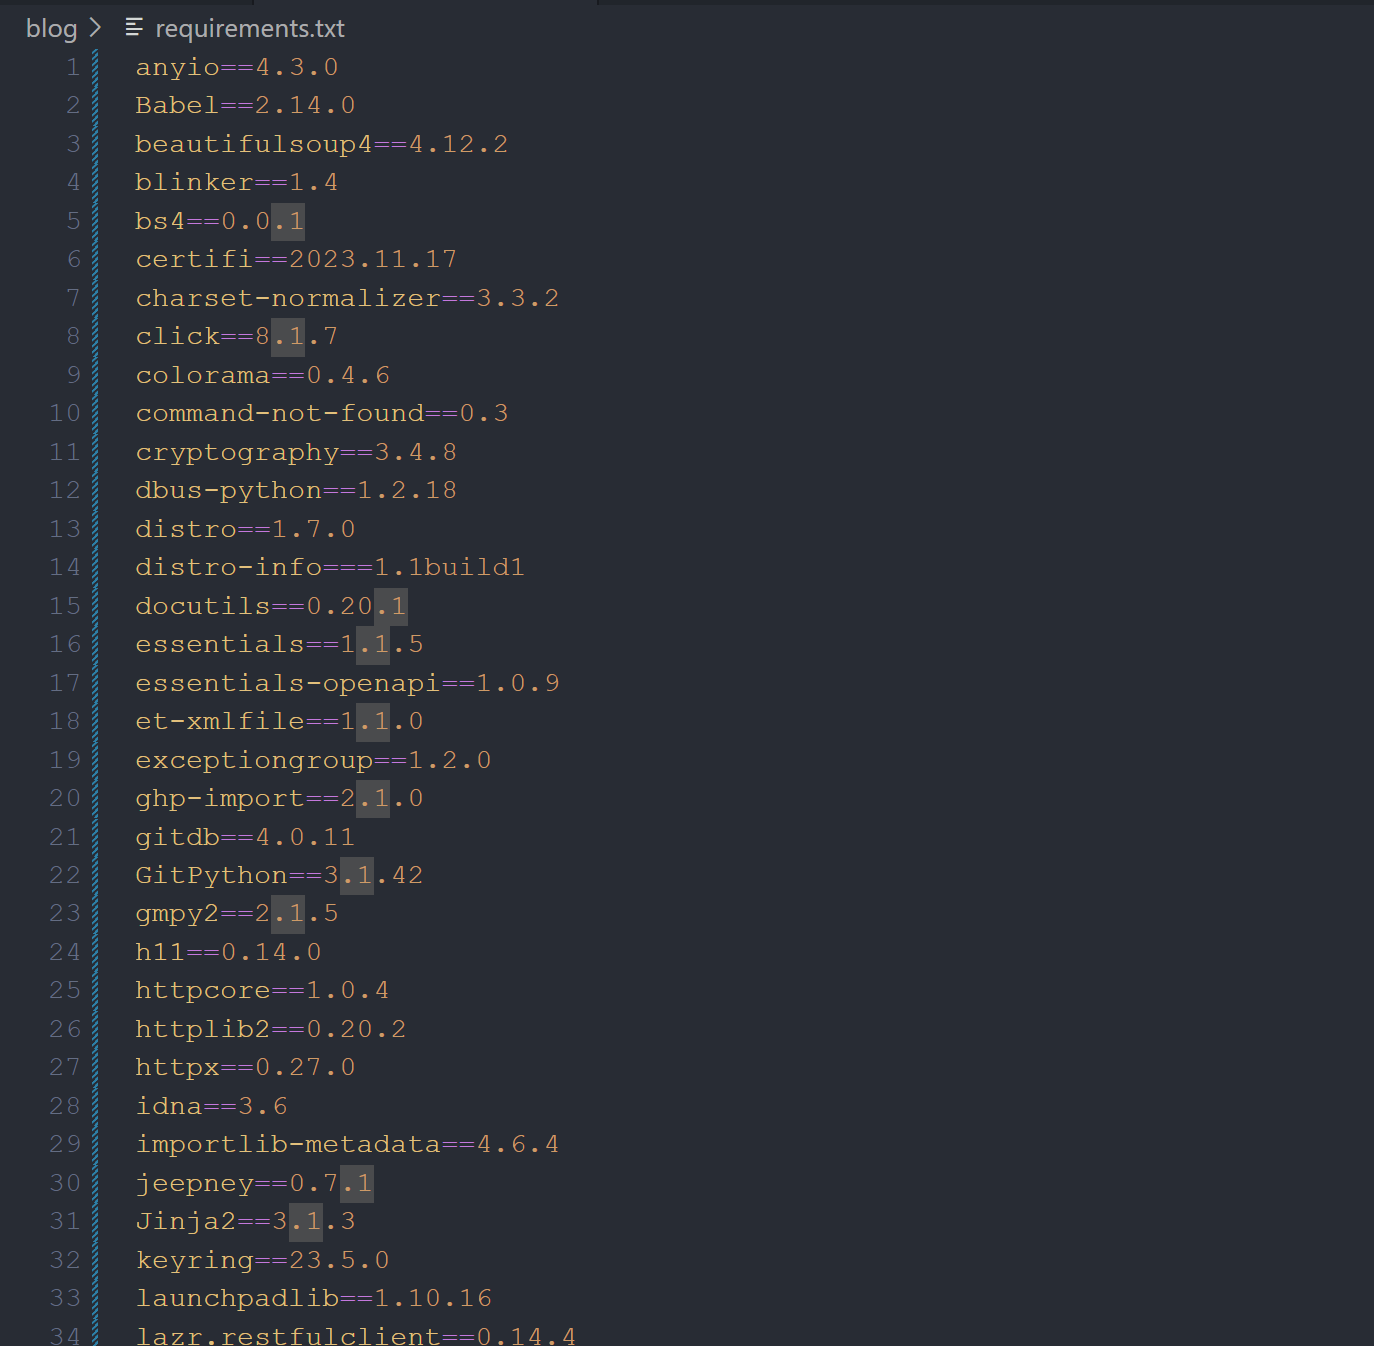 blog > requirements.txt
1 anyio==4.3.0
2 Babel==2.14.0
3 beautifulsoup4==4.12.2
4 blinker==1.4
5 bs4==0.0.1
6 certifi==2023.11.17
7 charset-normalizer==3.3.2
8 click==8.1.7
9 colorama==0.4.6
10 command-not-found==0.3
11 cryptography==3.4.8
12 dbus-python==1.2.18
13 distro==1.7.0
14 distro-info===1.1build1
15 docutils==0.20.1
16 essentials==1.1.5
17 essentials-openapi==1.0.9
18 et-xmlfile==1.1.0
19 exceptiongroup==1.2.0
20 ghp-import==2.1.0
21 gitdb==4.0.11
22 GitPython==3.1.42
23 gmpy2==2.1.5
24 h11==0.14.0
25 httpcore==1.0.4
26 httplib2==0.20.2
27 httpx==0.27.0
28 idna==3.6
29 importlib-metadata==4.6.4
30 jeepney==0.7.1
31 Jinja2==3.1.3
32 keyring==23.5.0
33 launchpadlib==1.10.16
34 lazr.restfulclient==0.14.4